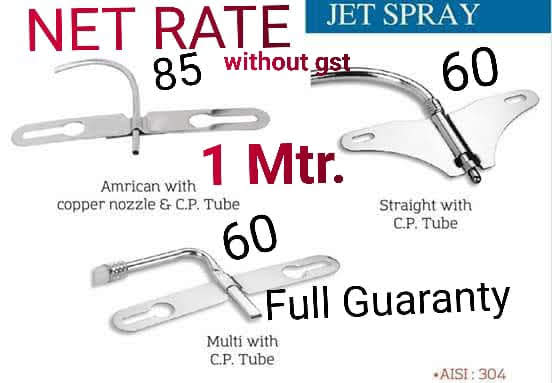 NET RATE
JET SPRAY
85
without gst
60
1 Mtr.
Amrican with
copper nozzle & C.P. Tube
Straight with
C.P. Tube
60
Full Guaranty
Multi with
C.P. Tube
*AISI : 304